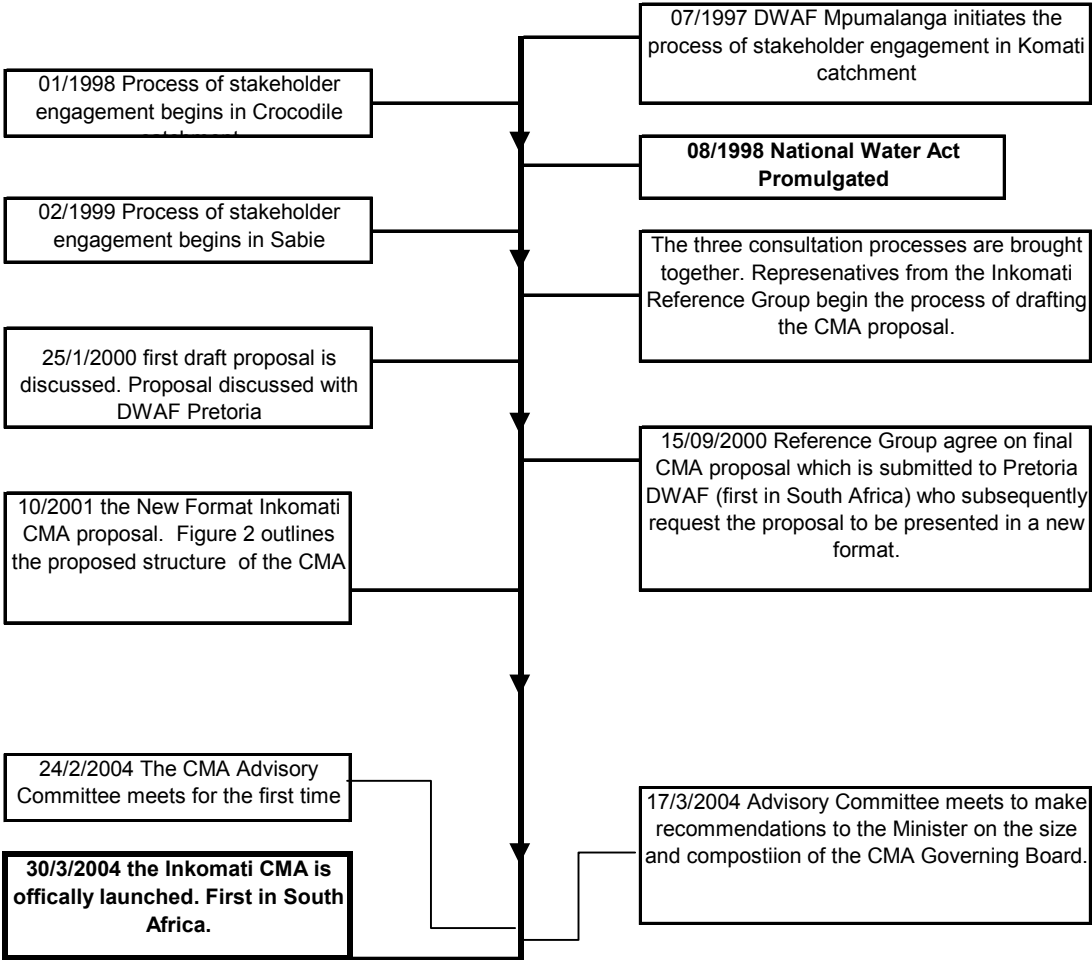 07/1997 DWAF Mpumalanga initiates the
process of stakeholder engagement in Komati
catchment
01/1998 Process of stakeholder
engagement begins in Crocodile
08/1998 National Water Act
Promulgated
02/1999 Process of stakeholder
engagement begins in Sabie
The three consultation processes are brought
together. Represenatives from the Inkomati
Reference Group begin the process of drafting
the CMA proposal.
25/1/2000 first draft proposal is
discussed. Proposal discussed with
DWAF Pretoria
15/09/2000 Reference Group agree on final
CMA proposal which is submitted to Pretoria
DWAF (first in South Africa) who subsequently
request the proposal to be presented in a new
format.
10/2001 the New Format Inkomati
CMA proposal. Figure 2 outlines
the proposed structure of the CMA
24/2/2004 The CMA Advisory
Committee meets for the first time
17/3/2004 Advisory Committee meets to make
recommendations to the Minister on the size
and compostiion of the CMA Governing Board.
30/3/2004 the Inkomati CMA is
offically launched. First in South
Africa.